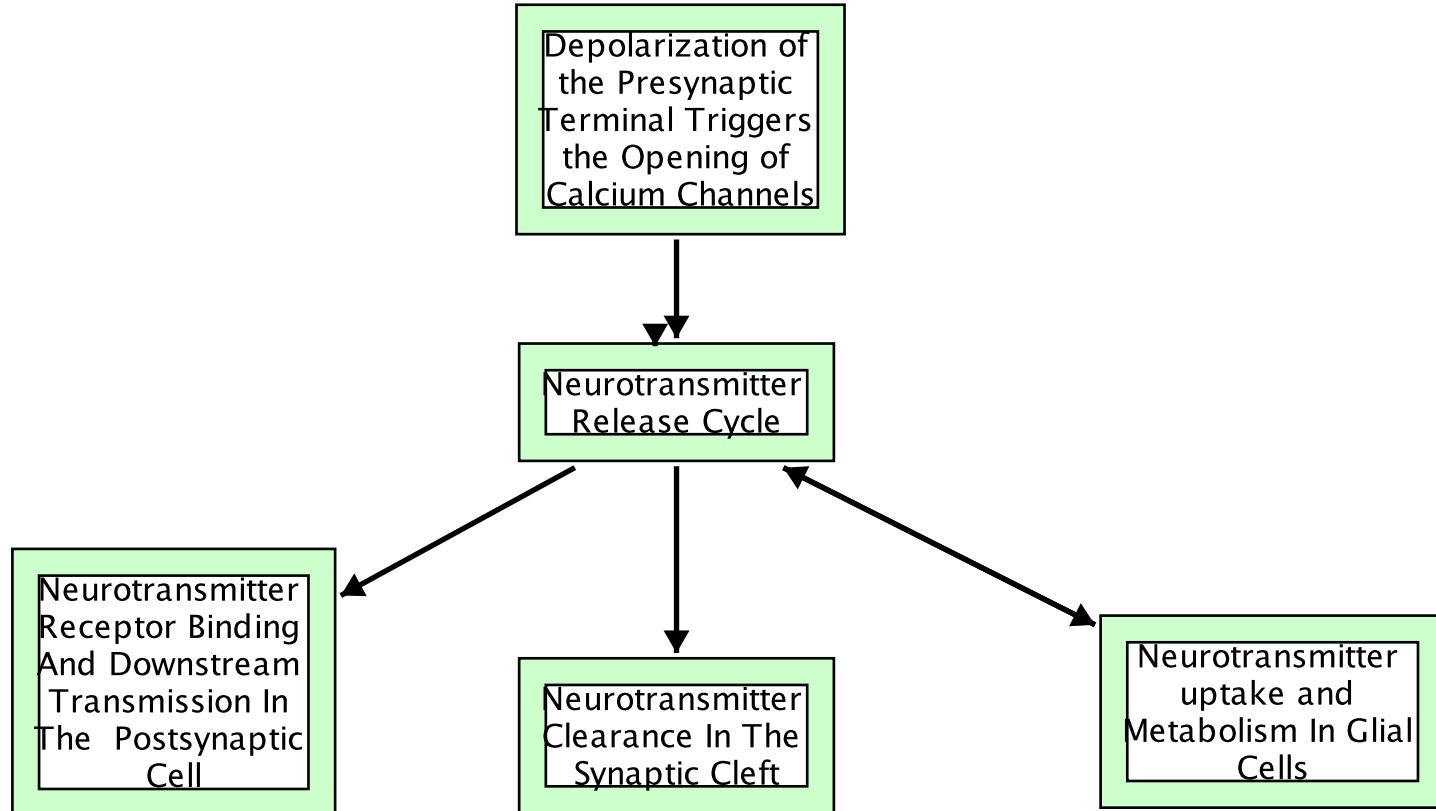 Depolarization of
the Presynaptic
Terminal Triggers
the Opening of
Calcium Channels
Neurotransmitter
Release Cycle
Neurotransmitter
Receptor Binding
And Downstream
Transmission In
The  Postsynaptic
Cell
Neurotransmitter
Clearance In The
Synaptic Cleft
Neurotransmitter
uptake and
Metabolism In Glial
Cells